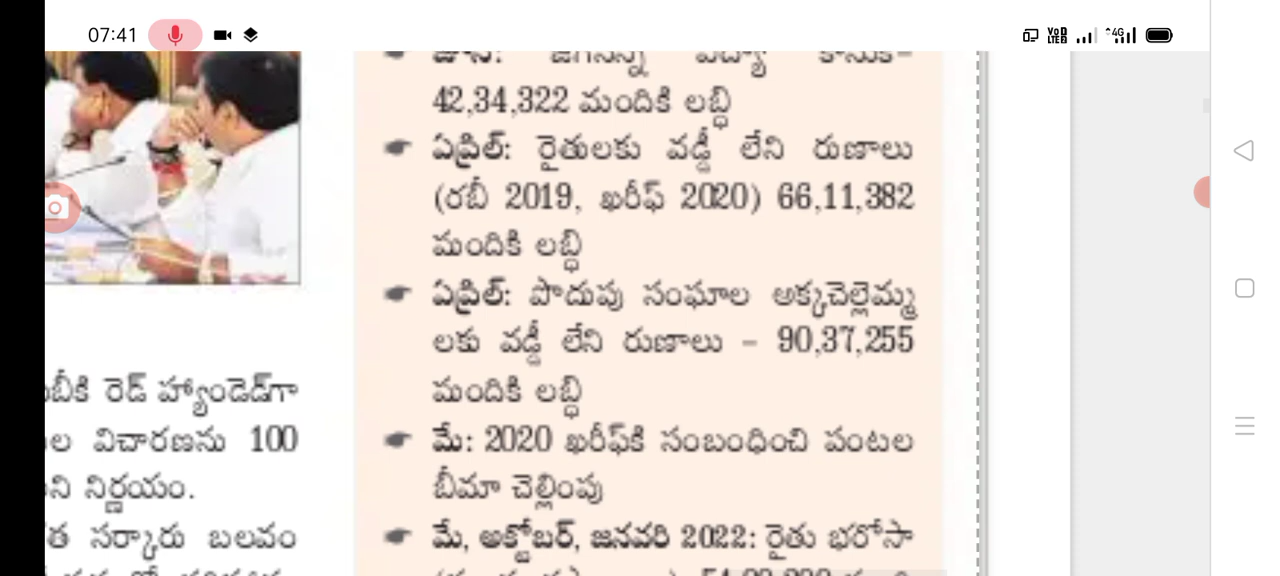 07:41
4G
జూన్: జగనన్న విద్యా కానుక–
42,34,322 మందికి లబ్ధి
ఏప్రిల్: రైతులకు వడ్డీ లేని రుణాలు
(రబీ 2019, ఖరీఫ్ 2020) 66,11,382
మందికి లబ్ధి
ఏప్రిల్: పొదుపు సంఘాల అక్కచెల్లెమ్మ
లకు వడ్డీ లేని రుణాలు – 90,37,255
మందికి లబ్ధి
మే: 2020 ఖరీఫ్‌కి సంబంధించి పంటల
బీమా చెల్లింపు
మే, అక్టోబర్, జనవరి 2022: రైతు భరోసా
రెడ్ హ్యాండెడ్‌గా
విచారణను 100
నిర్ణయం.
సర్కారు బలవం